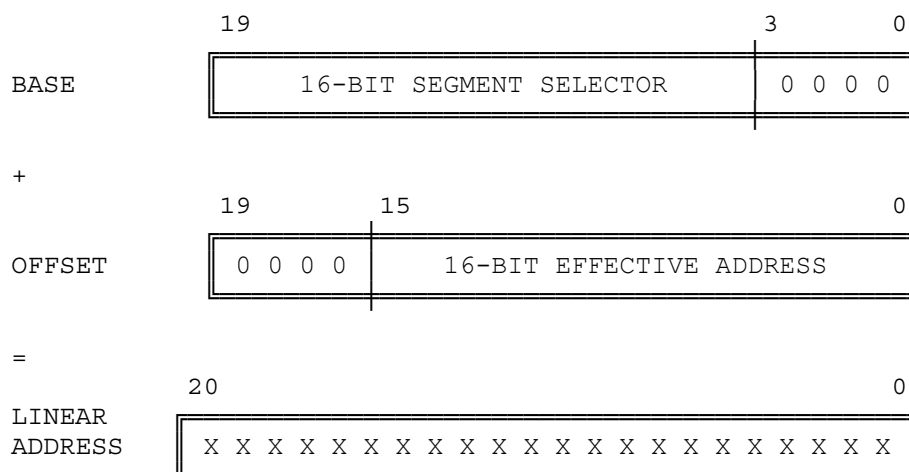 19 3 0
BASE 16-BIT SEGMENT SELECTOR 0 0 0 0
+
19 15 0
OFFSET 0 0 0 0 16-BIT EFFECTIVE ADDRESS
=
20 0
LINEAR
ADDRESS X X X X X X X X X X X X X X X X X X X X X X